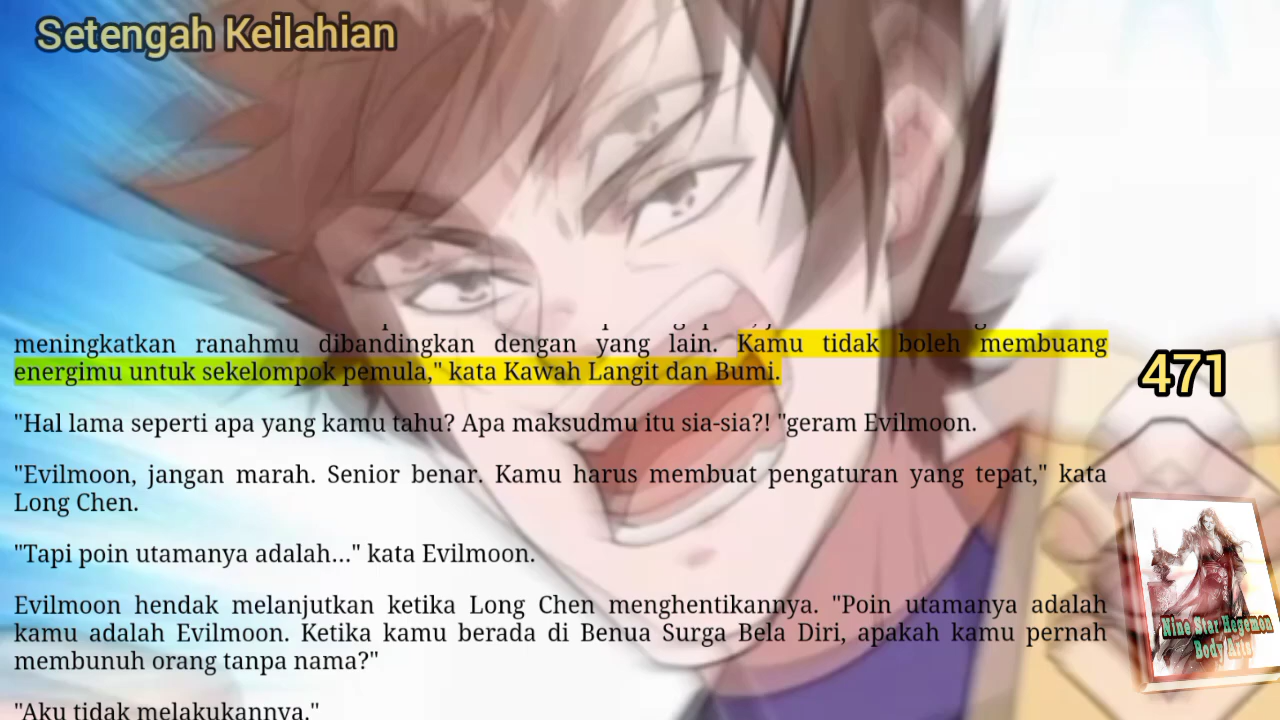 Setengah Keilahian
meningkatkan ranahmu dibandingkan dengan yang lain. Kamu tidak boleh membuang
energimu untuk sekelompok pemula," kata Kawah Langit dan Bumi.
"Hal lama seperti apa yang kamu tahu? Apa maksudmu itu sia-sia?! "geram Evilmoon.
"Evilmoon, jangan marah. Senior benar. Kamu harus membuat pengaturan yang tepat," kata
Long Chen.
"Tapi poin utamanya adalah..." kata Evilmoon.
Evilmoon hendak melanjutkan ketika Long Chen menghentikannya. "Poin utamanya adalah
kamu adalah Evilmoon. Ketika kamu berada di Benua Surga Bela Diri, apakah kamu pernah
membunuh orang tanpa nama?"
"Aku tidak melakukannya."
471
Nine Star Hegemon
Body Arts